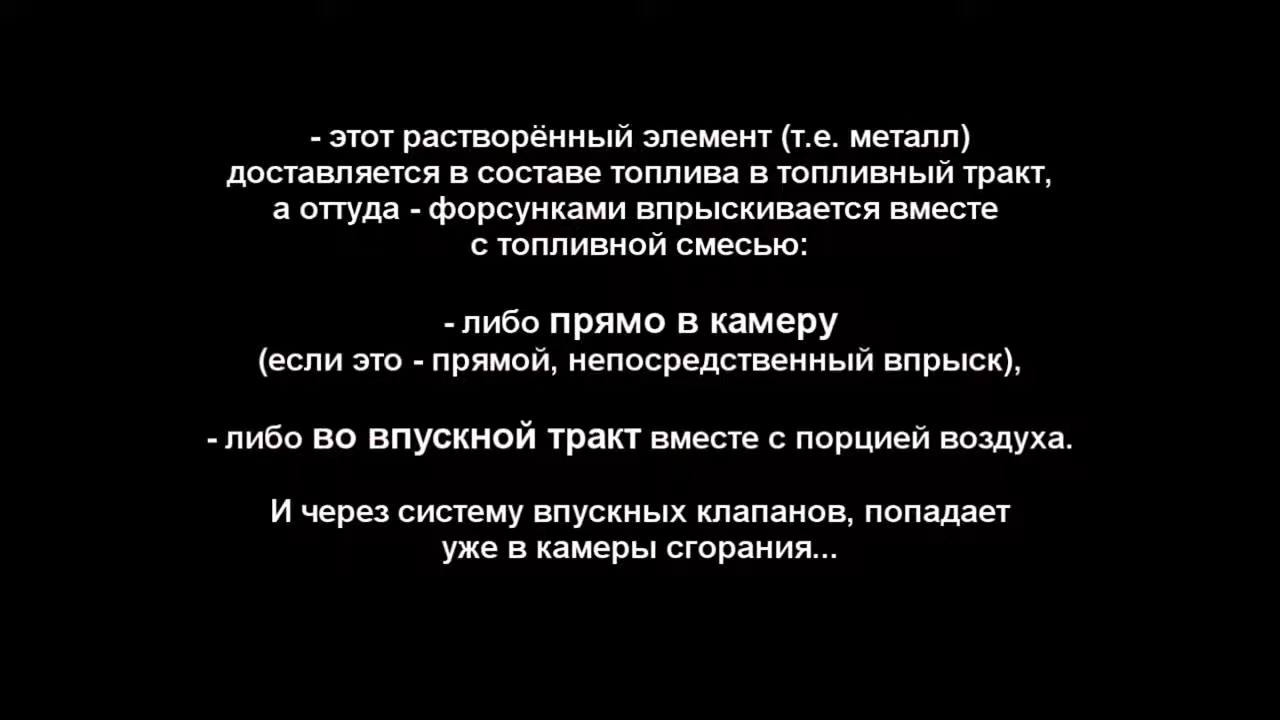 - этот растворённый элемент (т.е. металл)
доставляется в составе топлива в топливный тракт,
а оттуда - форсунками впрыскивается вместе
с топливной смесью:
- либо прямо в камеру
(если это - прямой, непосредственный впрыск),
- либо во впускной тракт вместе с порцией воздуха.
И через систему впускных клапанов, попадает
уже в камеры сгорания...